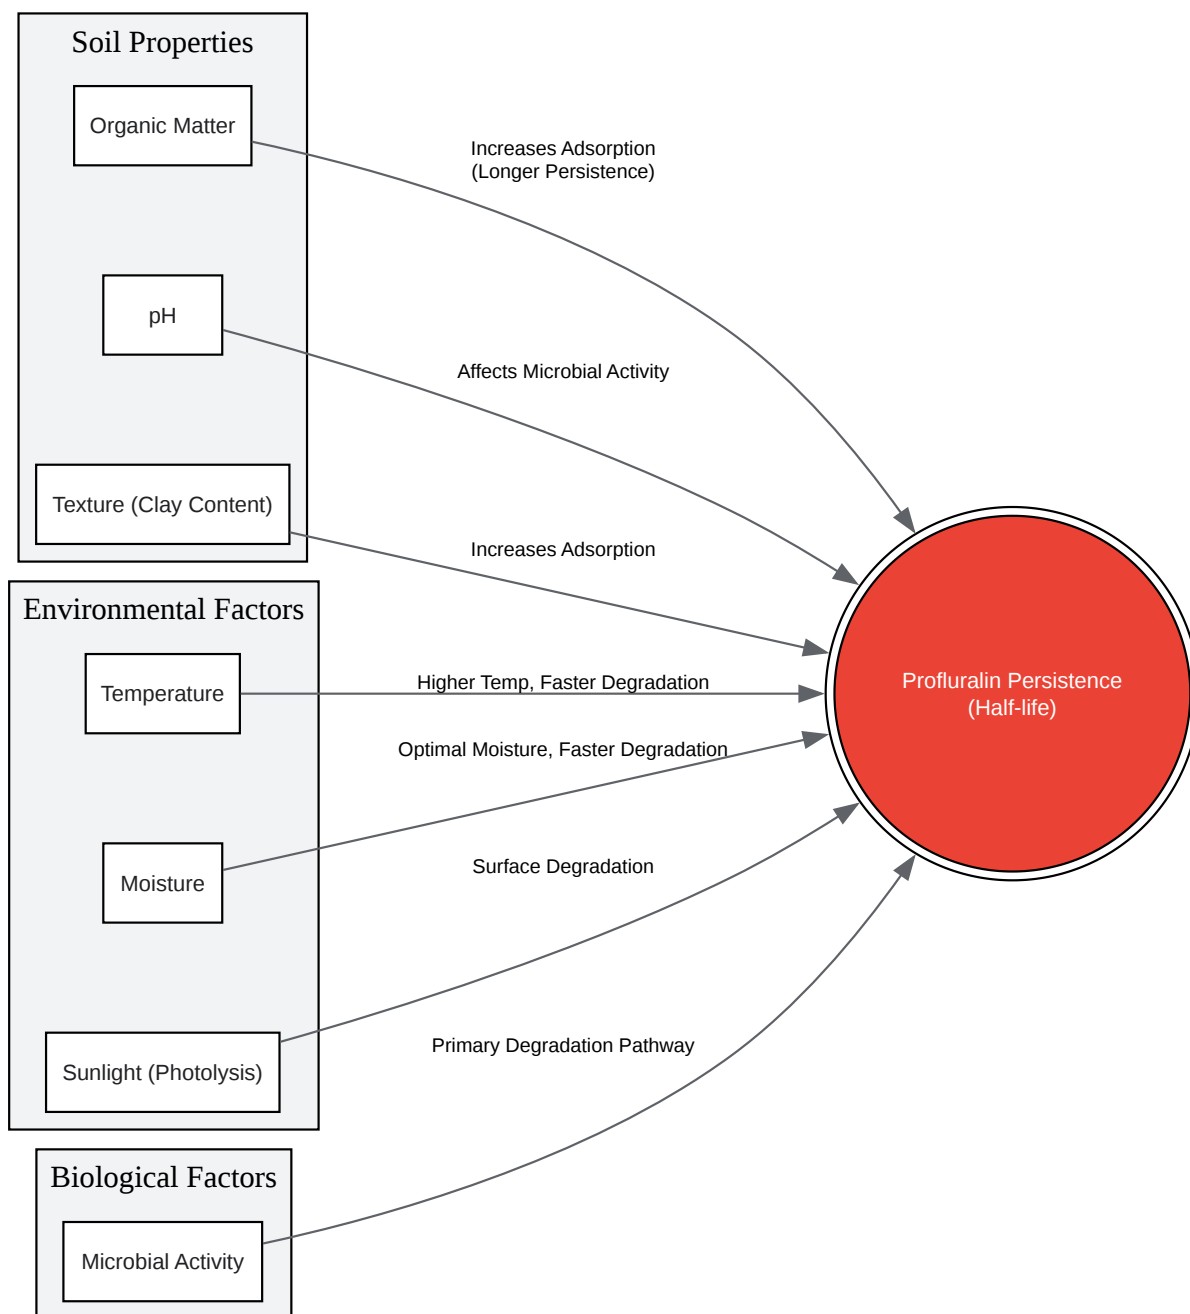 Soil Properties
Organic Matter
Increases Adsorption
(Longer Persistence)
pH
Affects Microbial Activity
Texture (Clay Content)
Increases Adsorption
Environmental Factors
Temperature
Higher Temp, Faster Degradation
Profluralin Persistence
(Half-life)
Optimal Moisture, Faster Degradation
Moisture
Surface Degradation
Sunlight (Photolysis)
Primary Degradation Pathway
Biological Factors
Microbial Activity